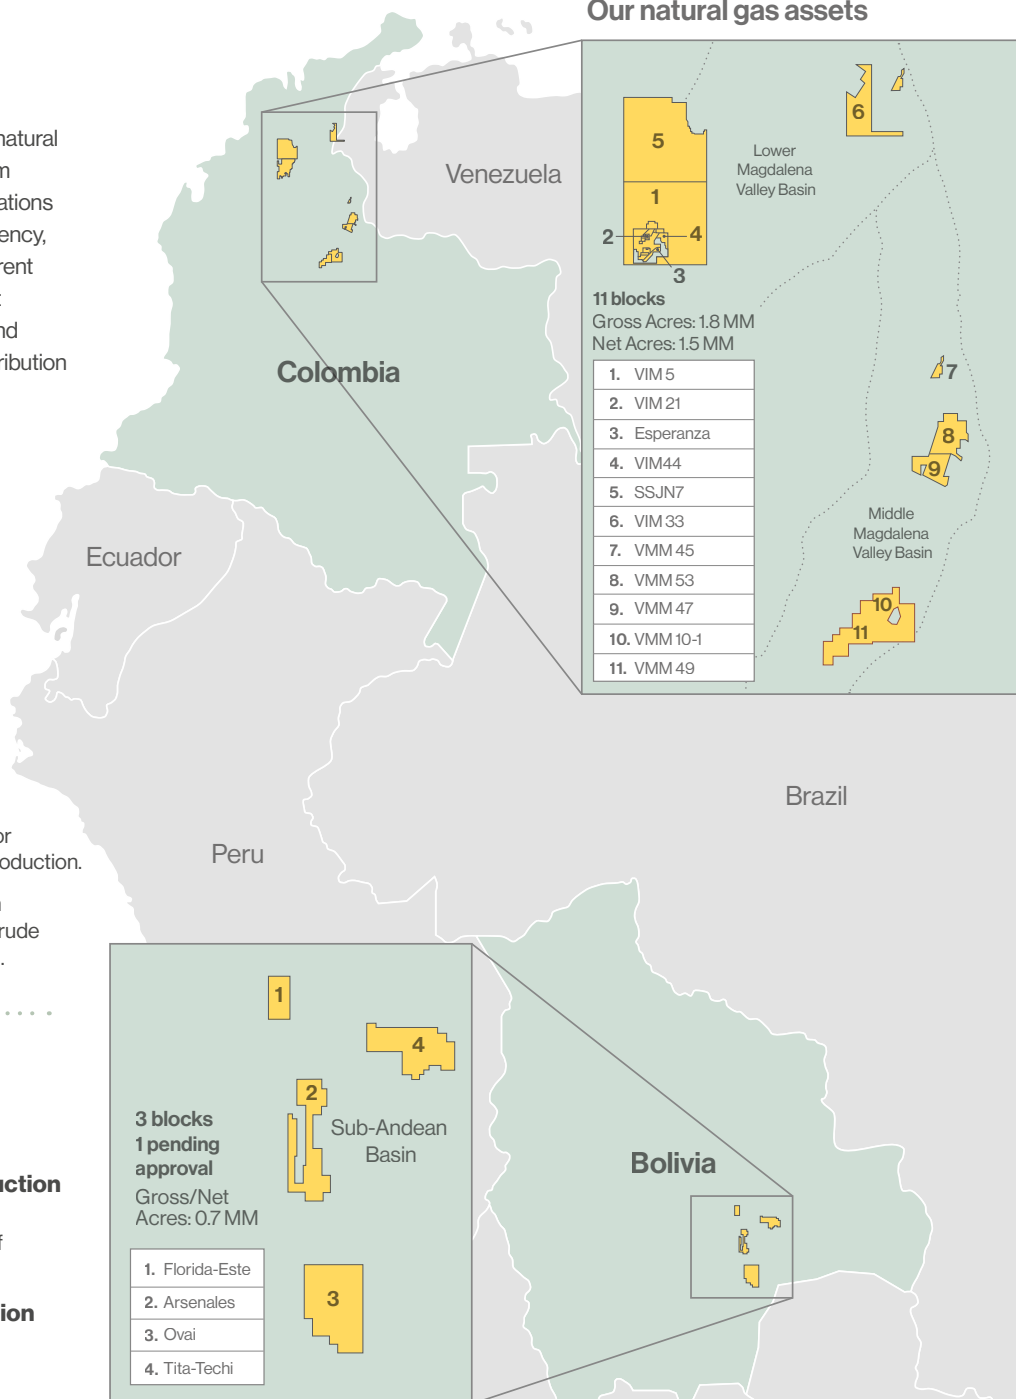 Our natural gas assets
natural
ations
ency,
rent
nd
ribution
or
oduction.
rude
.
uction
f
ion
Venezuela
Colombia
Ecuador
Peru
Brazil
Bolivia
5
1
2
4
3
6
Lower
Magdalena
Valley Basin
11 blocks
Gross Acres: 1.8 MM
Net Acres: 1.5 MM
1. VIM 5
2. VIM 21
3. Esperanza
4. VIM44
5. SSJN7
6. VIM 33
7. VMM 45
8. VMM 53
9. VMM 47
10. VMM 10-1
11. VMM 49
7
8
9
Middle
Magdalena
Valley Basin
10
11
1
4
2
3 blocks
1 pending
approval
Sub-Andean
Basin
Gross/Net
Acres: 0.7 MM
1. Florida-Este
2. Arsenales
3. Ovai
4. Tita-Techi
3